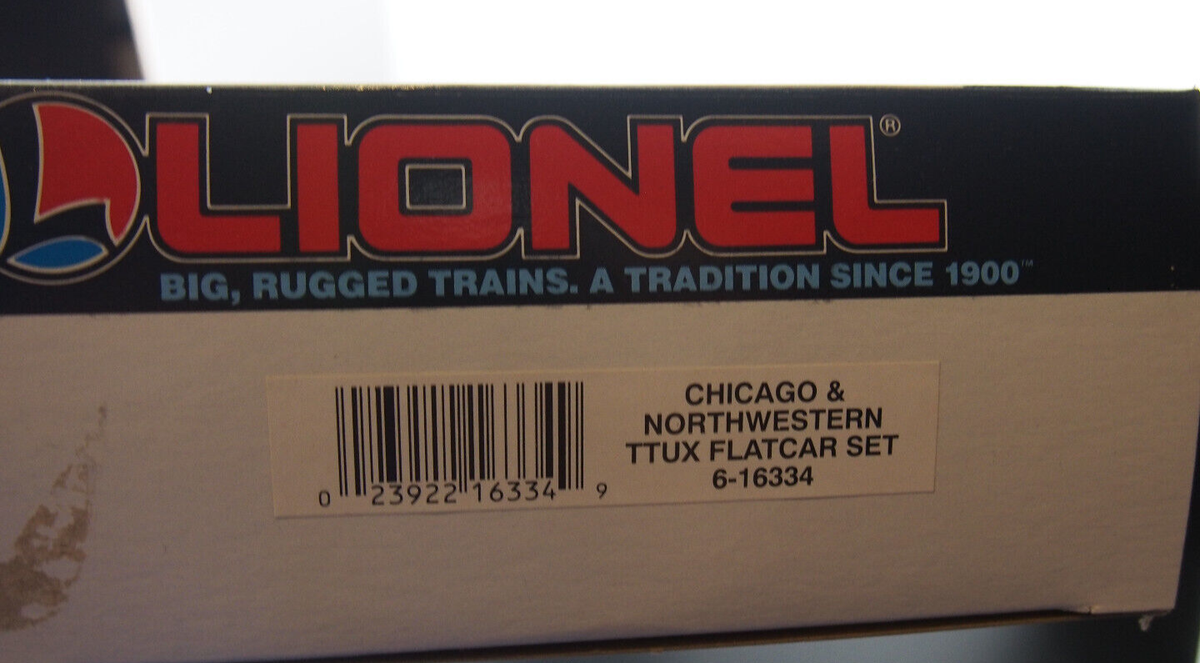 LIONEL®
BIG, RUGGED TRAINS. A TRADITION SINCE 1900™
CHICAGO &
NORTHWESTERN
TTUX FLATCAR SET
6-16334
0 23922 16334 9